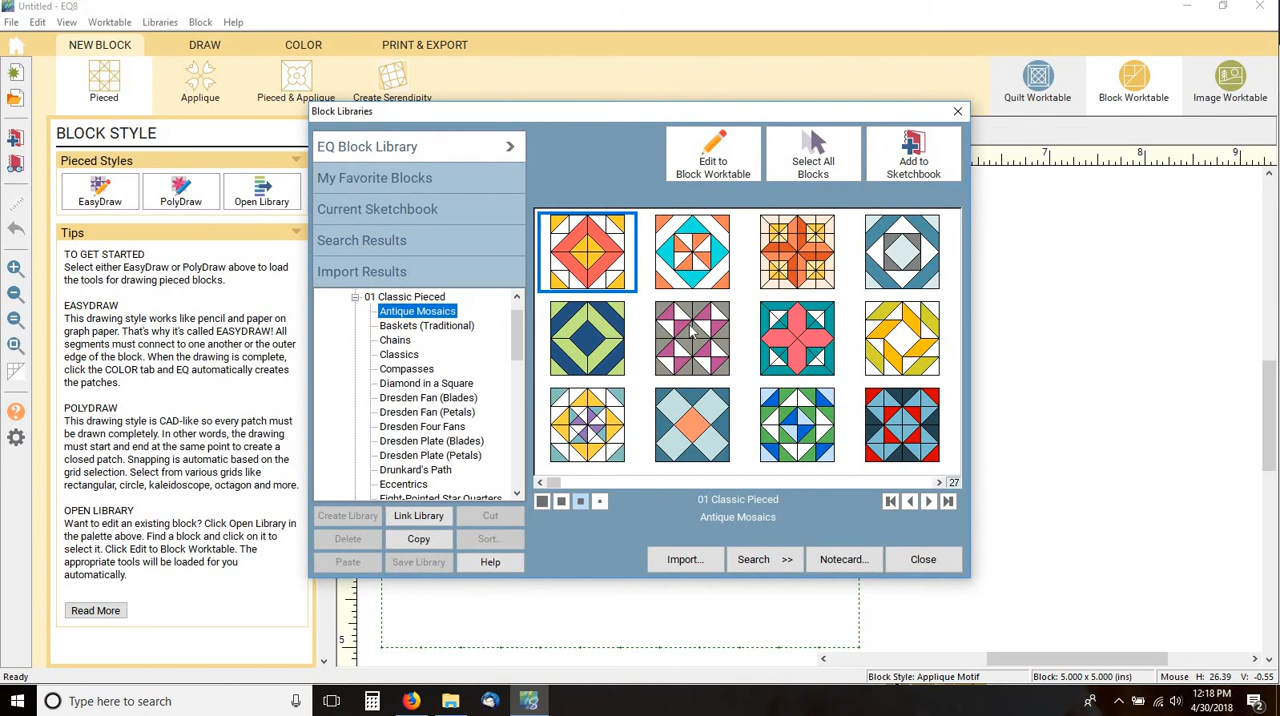 Untitled - EQ8
File Edit View Worktable Libraries Block Help
NEW BLOCK DRAW COLOR PRINT & EXPORT
Pieced Applique Pieced & Applique Create Serendipity Quilt Worktable Block Worktable Image Worktable
BLOCK STYLE
Pieced Styles
EasyDraw PolyDraw Open Library
Tips
TO GET STARTED
Select either EasyDraw or PolyDraw above to load
the tools for drawing pieced blocks.
EASYDRAW
This drawing style works like pencil and paper on
graph paper. That's why it's called EASYDRAW! All
segments must connect to one another or the outer
edge of the block. When the drawing is complete,
click the COLOR tab and EQ automatically creates
the patches.
POLYDRAW
This drawing style is CAD-like so every patch must
be drawn completely. In other words, the drawing
must start and end at the same point to create a
closed patch. Snapping is automatic based on the
grid selection. Select from various grids like
rectangular, circle, kaleidoscope, octagon and more.
OPEN LIBRARY
Want to edit an existing block? Click Open Library in
the palette above. Find a block and click on it to
select it. Click Edit to Block Worktable. The
appropriate tools will be loaded for you
automatically.
Read More
Block Libraries
EQ Block Library
My Favorite Blocks
Current Sketchbook
Search Results
Import Results
01 Classic Pieced
Antique Mosaics
Baskets (Traditional)
Chains
Classics
Compasses
Diamond in a Square
Dresden Fan (Blades)
Dresden Fan (Petals)
Dresden Four Fans
Dresden Plate (Blades)
Dresden Plate (Petals)
Drunkard's Path
Eccentrics
Eight-Pointed Star Quarters
Create Library Link Library Cut
Delete Copy Sort...
Paste Save Library Help
Edit to
Block Worktable
Select All
Blocks
Add to
Sketchbook
27
01 Classic Pieced
Antique Mosaics
Import... Search >> Notecard... Close
7 8 9
5
Ready Block Style: Applique Motif Block: 5.000 x 5.000 (ins) Mouse H: 26.39 V: -0.55
Type here to search
12:18 PM
4/30/2018
2